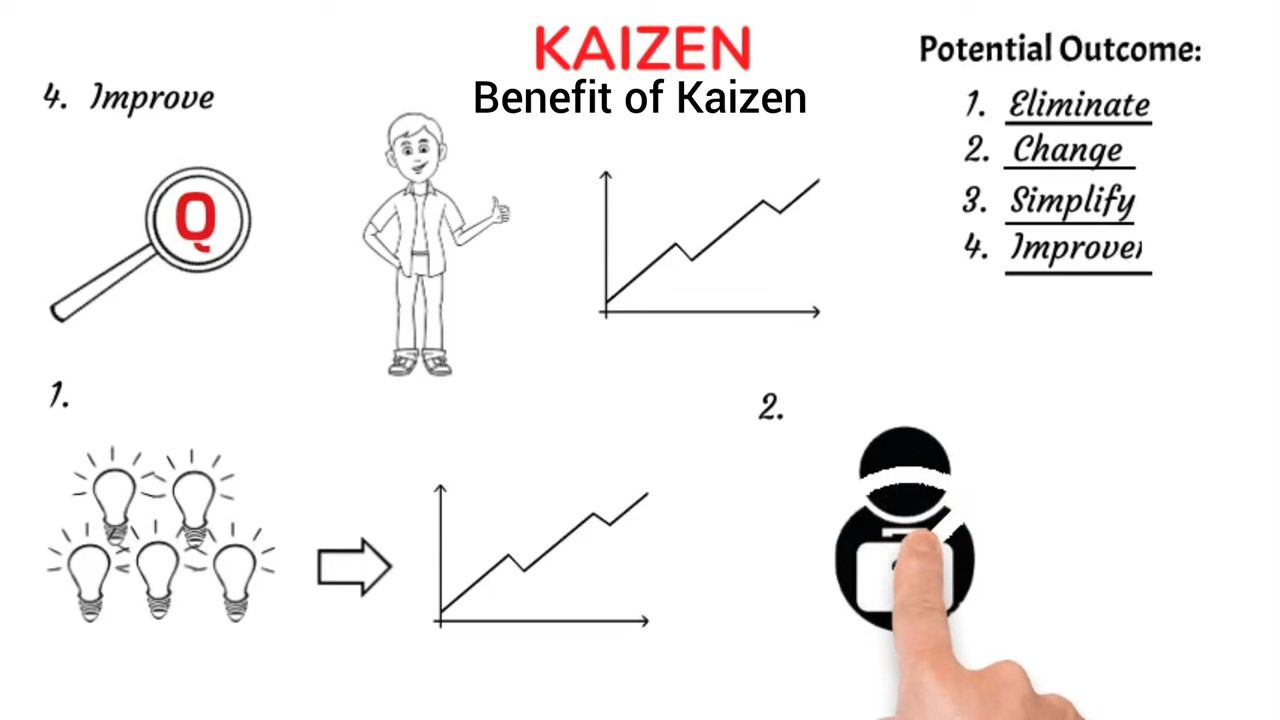 KAIZEN
Benefit of Kaizen
4. Improve
Q
Potential Outcome:
1. Eliminate
2. Change
3. Simplify
4. Improve
1.
2.